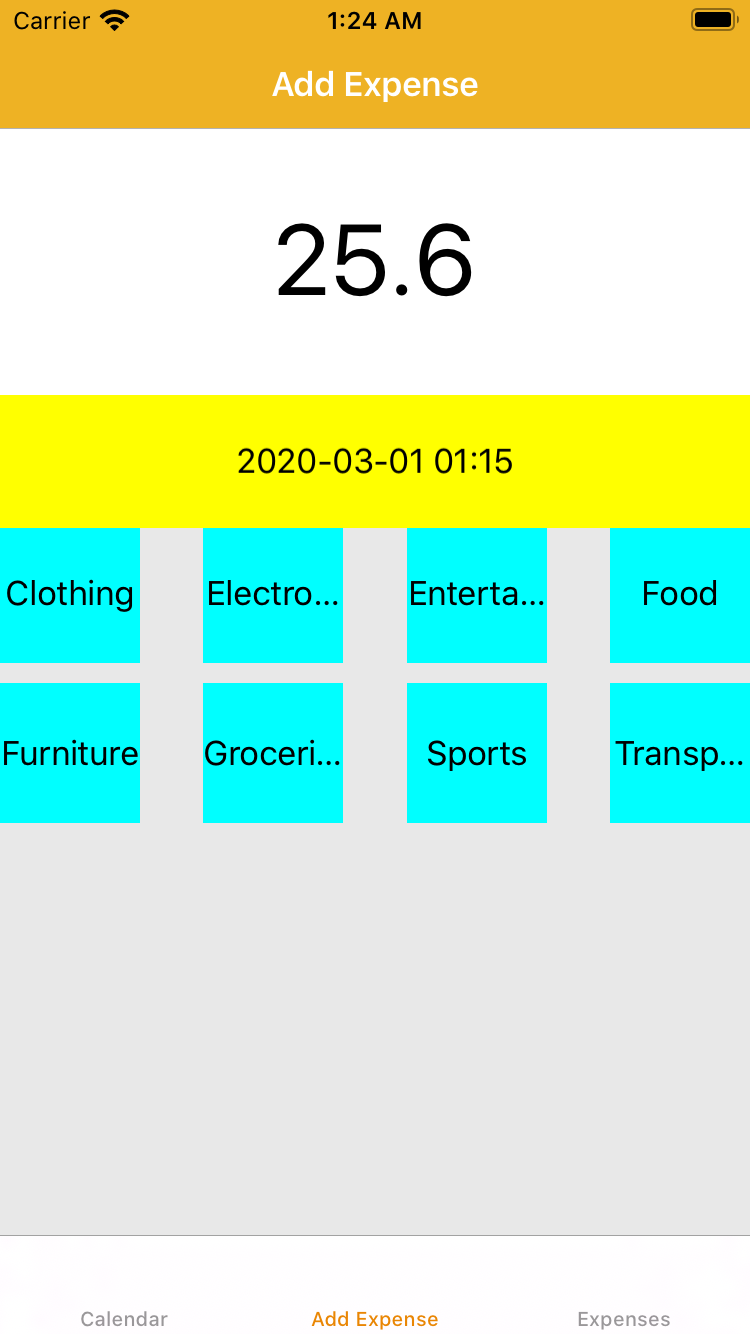 Carrier 1:24 AM
Add Expense
25.6
2020-03-01 01:15
Clothing Electro... Enterta... Food
Furniture Groceri... Sports Transp...
Calendar Add Expense Expenses